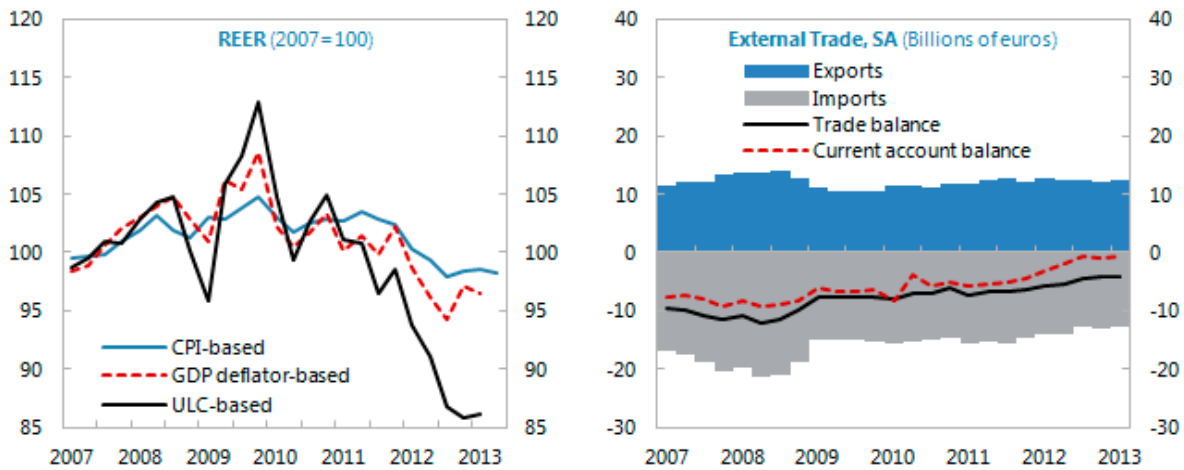 REER (2007=100)
120 120
115 115
110 110
105 105
100 100
95 95
90 90
85 85
CPI-based
GDP deflator-based
ULC-based
2007 2008 2009 2010 2011 2012 2013
External Trade, SA (Billions of euros)
Exports
Imports
Trade balance
Current account balance
40 40
30 30
20 20
10 10
0 0
-10 -10
-20 -20
-30 -30
2007 2008 2009 2010 2011 2012 2013